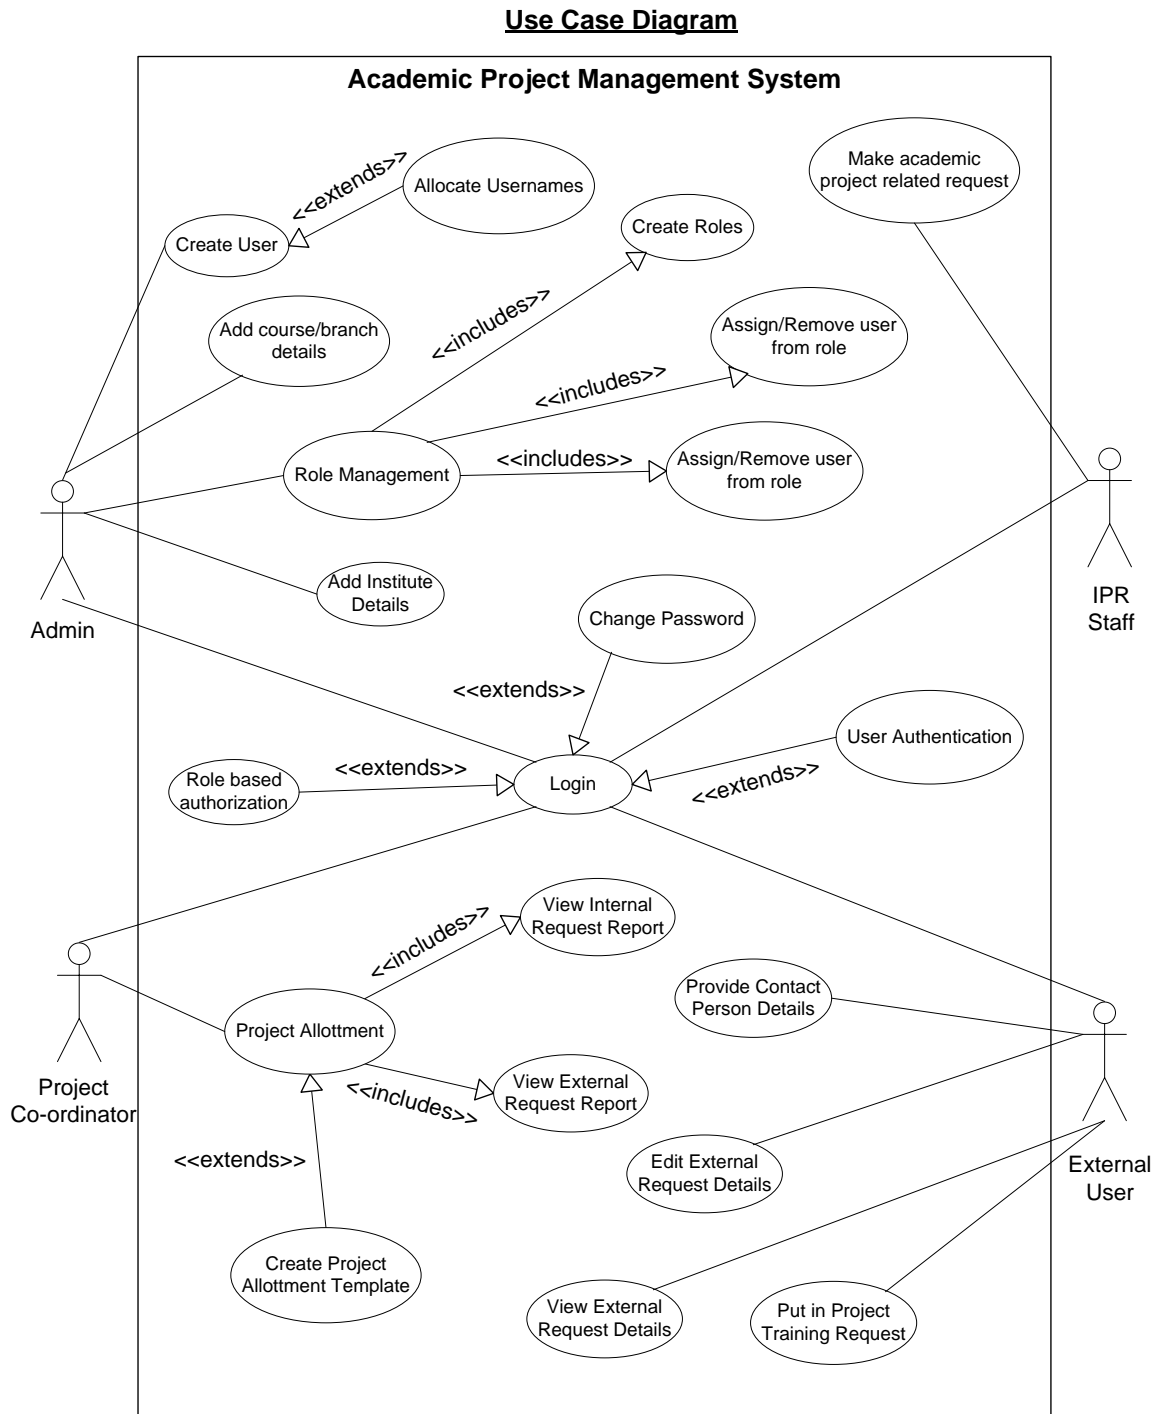 Use Case Diagram
Academic Project Management System
Make academic
project related request
<<extends>>
Allocate Usernames
Create User
Create Roles
<<includes>>
Add course/branch
details
Assign/Remove user
from role
<<includes>>
Role Management
<<includes>>
Assign/Remove user
from role
Add Institute
Details
Admin
IPR
Staff
Change Password
<<extends>>
User Authentication
<<extends>>
Role based
authorization
Login
<<extends>>
View Internal
Request Report
<<includes>>
Provide Contact
Person Details
Project Allottment
Project
Co-ordinator
<<includes>>
View External
Request Report
<<extends>>
Edit External
Request Details
External
User
Create Project
Allottment Template
View External
Request Details
Put in Project
Training Request